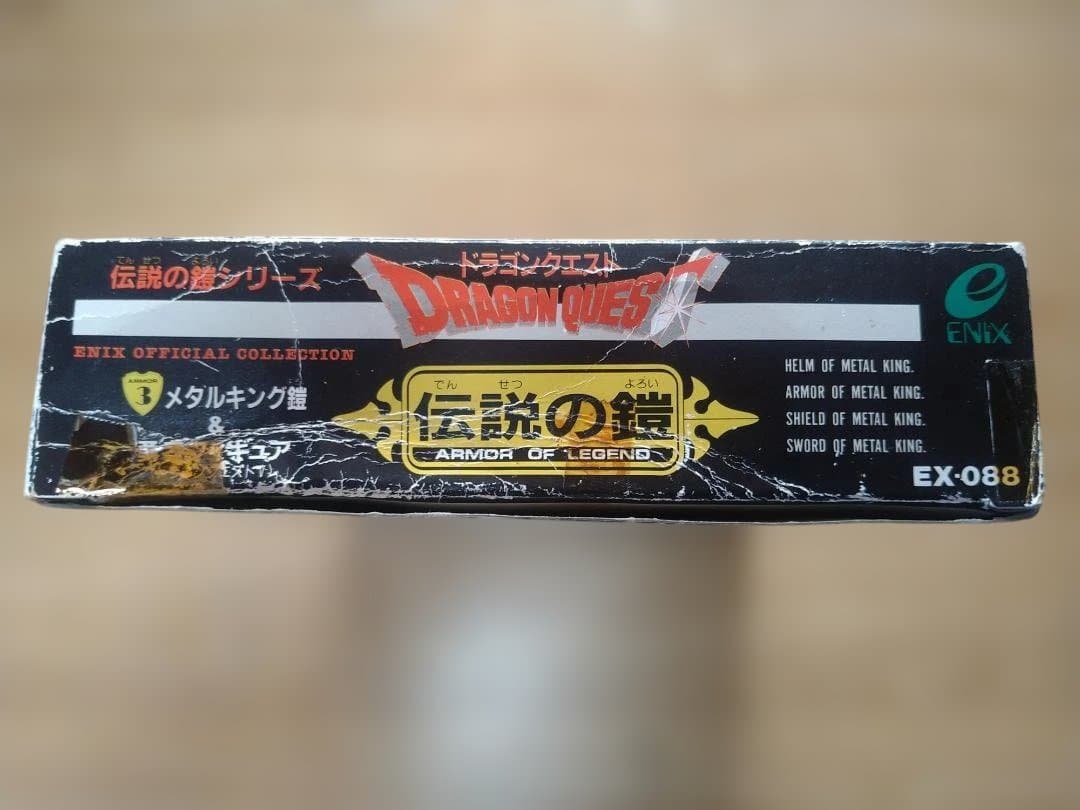 でんせつ よろい
伝説の鎧シリーズ
ドラゴンクエスト
DRAGON QUEST
ENIX
ENIX OFFICIAL COLLECTION
ARMOR
3
メタルキング鎧
&
ギュア
でんせつ よろい
伝説の鎧
ARMOR OF LEGEND
HELM OF METAL KING.
ARMOR OF METAL KING.
SHIELD OF METAL KING.
SWORD OF METAL KING.
EX-088